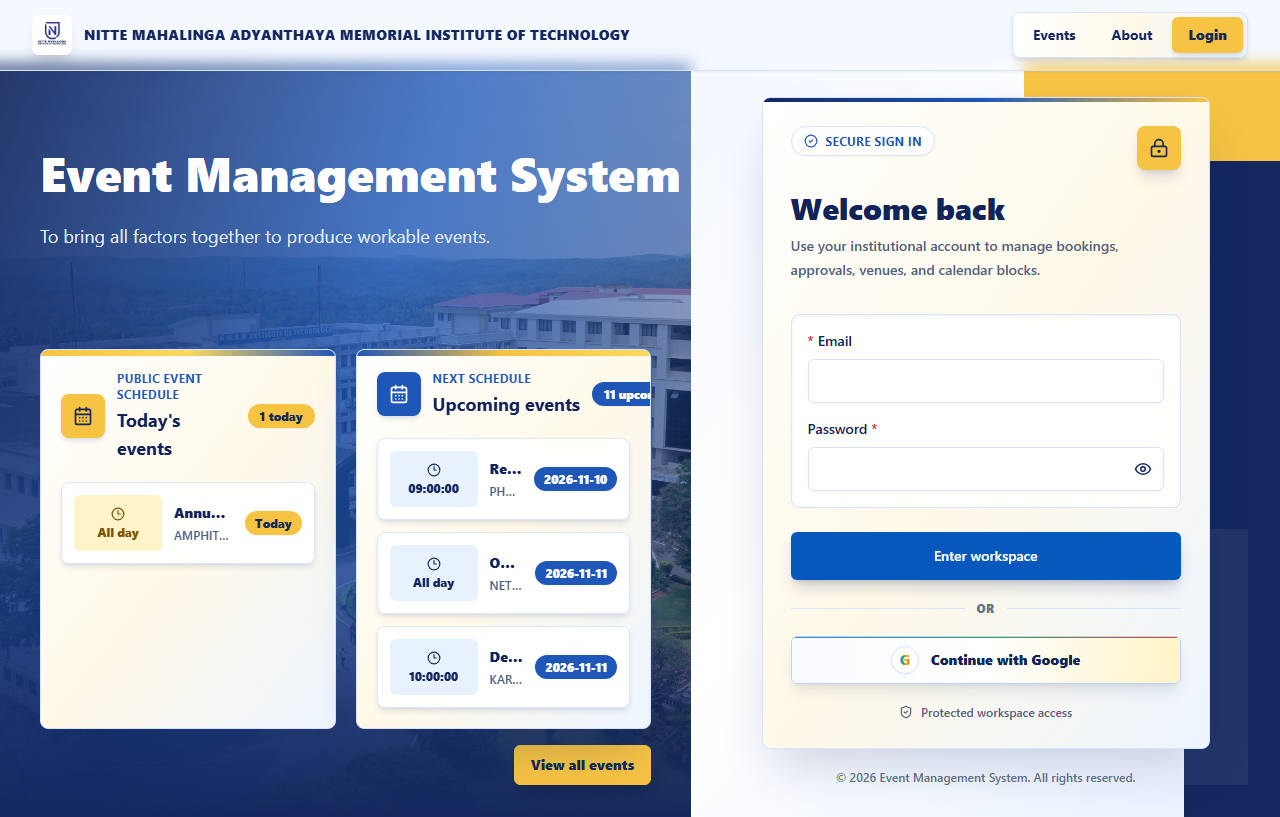 NITTE MAHALINGA ADYANTHAYA MEMORIAL INSTITUTE OF TECHNOLOGY
Events
About
Login
Event Management System
To bring all factors together to produce workable events.
PUBLIC EVENT
SCHEDULE
Today's
events
1 today
All day
Annu...
AMPHIT...
Today
NEXT SCHEDULE
Upcoming events
11 upcor
09:00:00
Re...
PH...
2026-11-10
All day
O...
NET...
2026-11-11
10:00:00
De...
KAR...
2026-11-11
View all events
SECURE SIGN IN
Welcome back
Use your institutional account to manage bookings,
approvals, venues, and calendar blocks.
* Email
Password *
Enter workspace
OR
G Continue with Google
Protected workspace access
© 2026 Event Management System. All rights reserved.